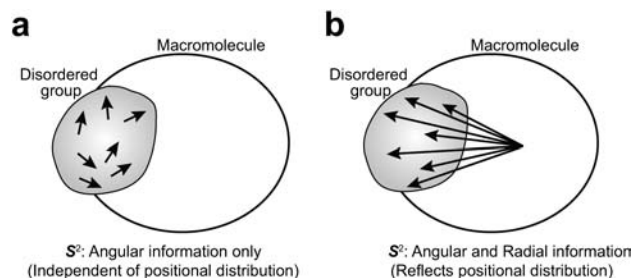 a
Macromolecule
Disordered
group
S²: Angular information only
(Independent of positional distribution)
b
Macromolecule
Disordered
group
S²: Angular and Radial information
(Reflects positional distribution)